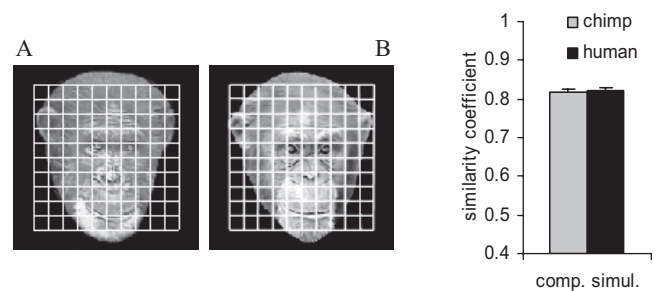 A
B
1
0.9
0.8
0.7
0.6
0.5
0.4
similarity coefficient
chimp
human
comp. simul.